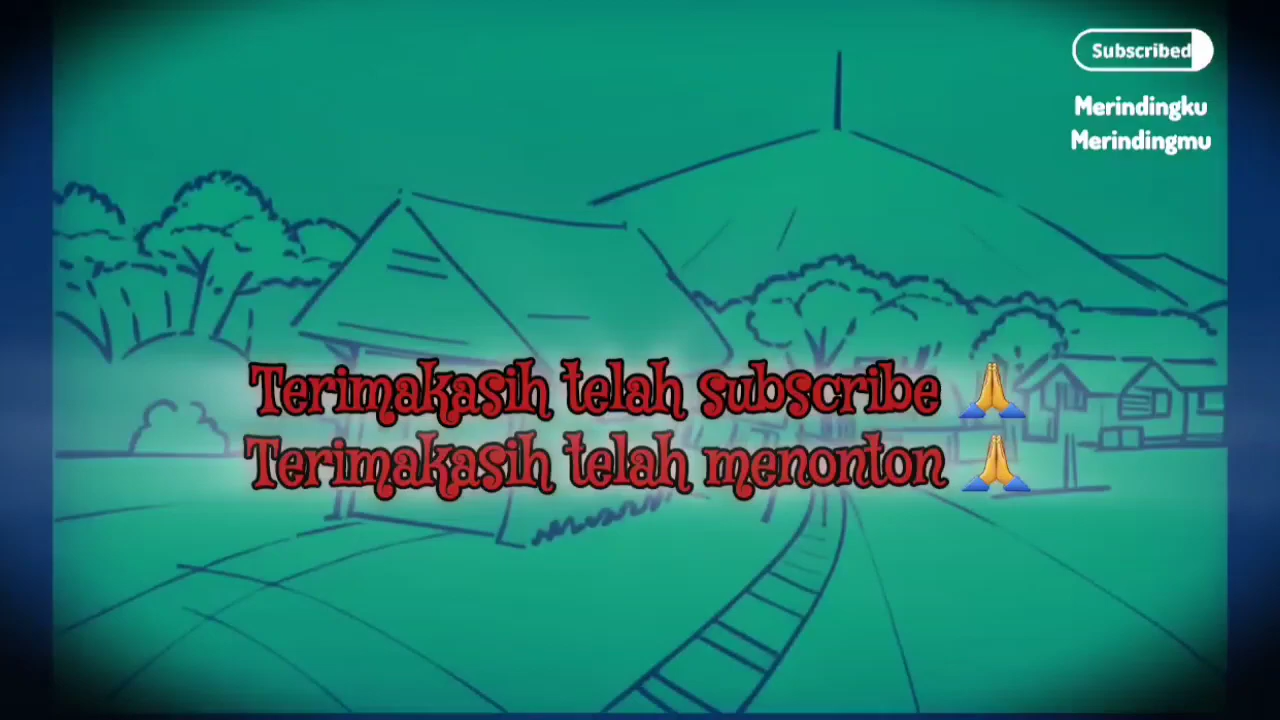 Subscribed
Merindingku
Merindingmu
Terimakasih telah subscribe 🙏
Terimakasih telah menonton 🙏